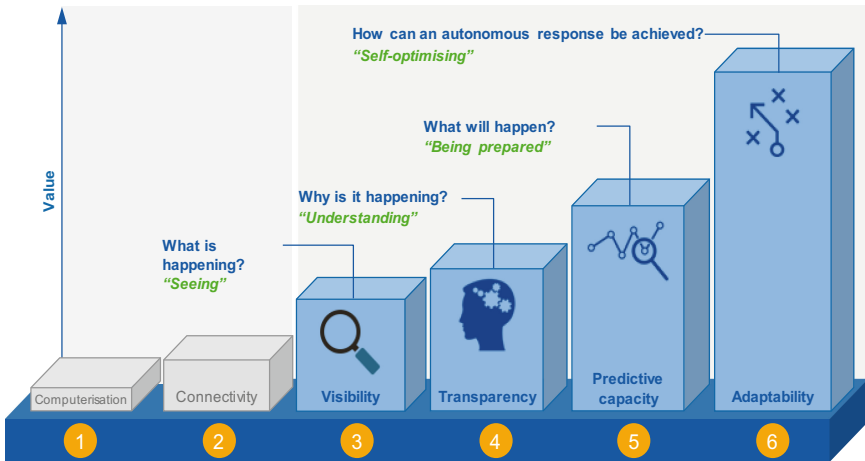 How can an autonomous response be achieved?
“Self-optimising”
What will happen?
“Being prepared”
Why is it happening?
“Understanding”
What is
happening?
“Seeing”
Value
Computerisation
Connectivity
Visibility
Transparency
Predictive
capacity
Adaptability
1
2
3
4
5
6